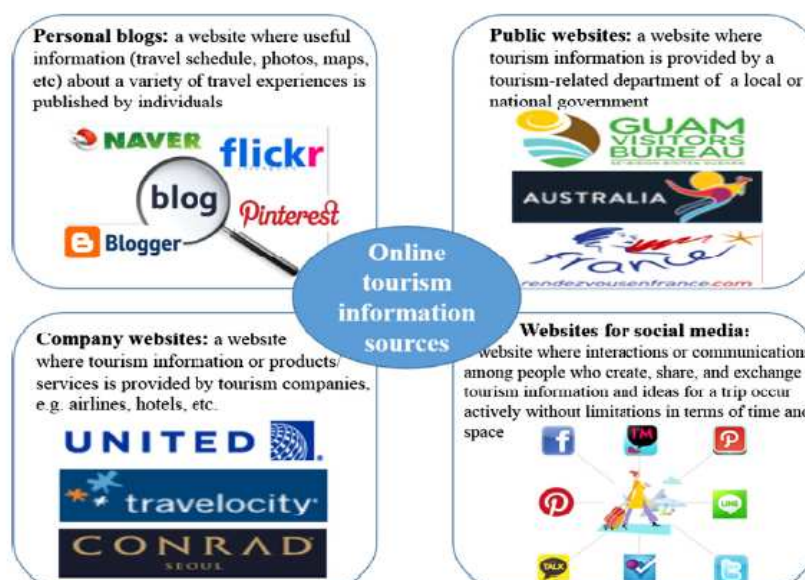 Personal blogs: a website where useful
information (travel schedule, photos, maps,
etc) about a variety of travel experiences is
published by individuals
NAVER
flickr
blog
Pinterest
Blogger
Public websites: a website where
tourism information is provided by a
tourism-related department of a local or
national government
GUAM
VISITORS
BUREAU
AUSTRALIA
France
rendezvousenfrance.com
Online
tourism
information
sources
Company websites: a website
where tourism information or products/
services is provided by tourism companies,
e.g. airlines, hotels, etc.
UNITED
travelocity
CONRAD
SEOUL
Websites for social media:
website where interactions or communication
among people who create, share, and exchange
tourism information and ideas for a trip occur
actively without limitations in terms of time and
space
f
TM
P
LINE
TALK